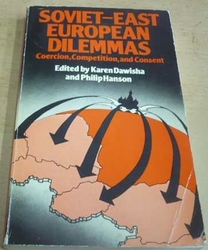 SOVIET-EAST
EUROPEAN
DILEMMAS
Coercion, Competition, and Consent
Edited by Karen Dawisha
and Philip Hanson